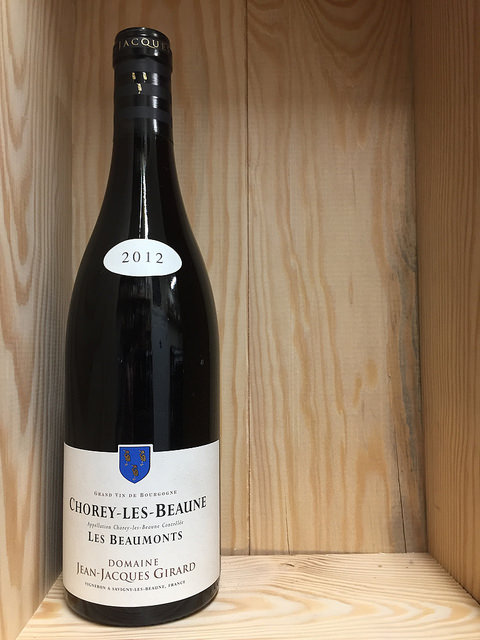 JACQUE
2012
GRAND VIN DE BOURGOGNE
CHOREY-LES-BEAUNE
Appellation Chorey-les-Beaune Contrôlée
LES BEAUMONTS
DOMAINE
JEAN-JACQUES GIRARD
VIGNERON A SAVIGNY-LES-BEAUNE, FRANCE